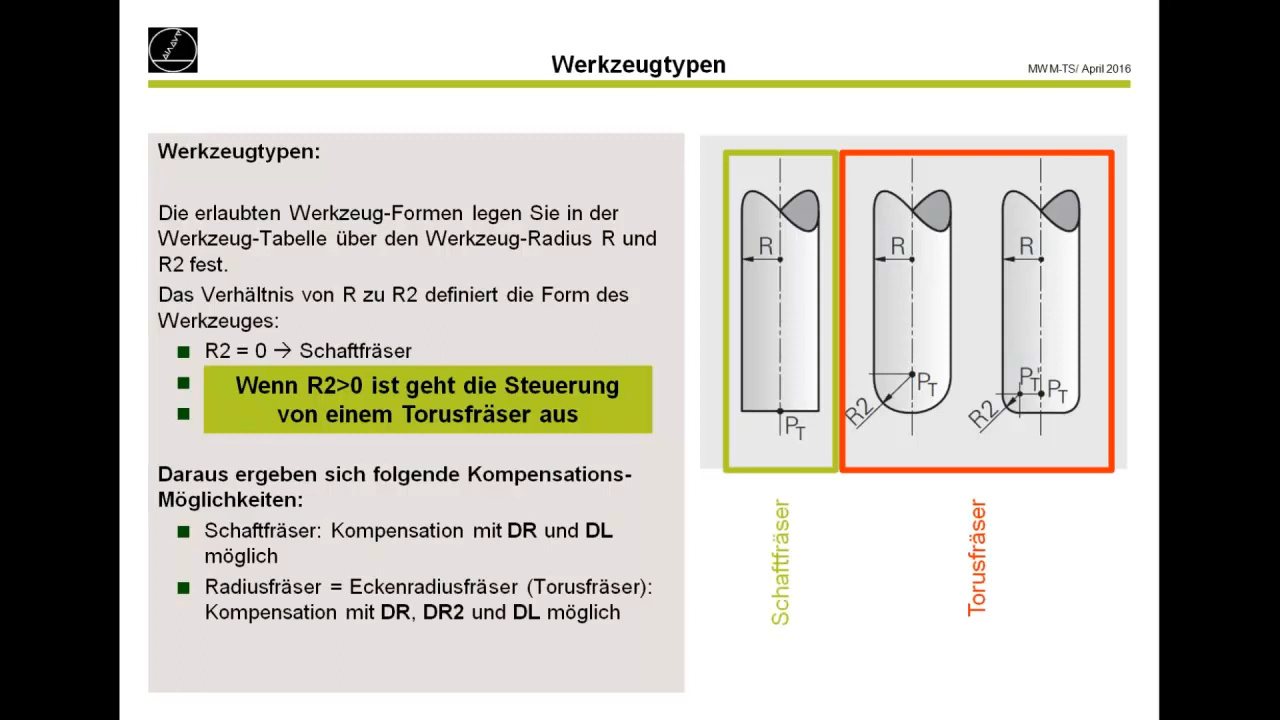 Werkzeugtypen
MWM-TS/ April 2016
Werkzeugtypen:
Die erlaubten Werkzeug-Formen legen Sie in der
Werkzeug-Tabelle über den Werkzeug-Radius R und
R2 fest.
Das Verhältnis von R zu R2 definiert die Form des
Werkzeuges:
R2 = 0 → Schaftfräser
Wenn R2>0 ist geht die Steuerung
von einem Torusfräser aus
Daraus ergeben sich folgende Kompensations-
Möglichkeiten:
Schaftfräser: Kompensation mit DR und DL
möglich
Radiusfräser = Eckenradiusfräser (Torusfräser):
Kompensation mit DR, DR2 und DL möglich
R
PT
R
R2
PT
R
R2
PT
PT
Schaftfräser
Torusfräser